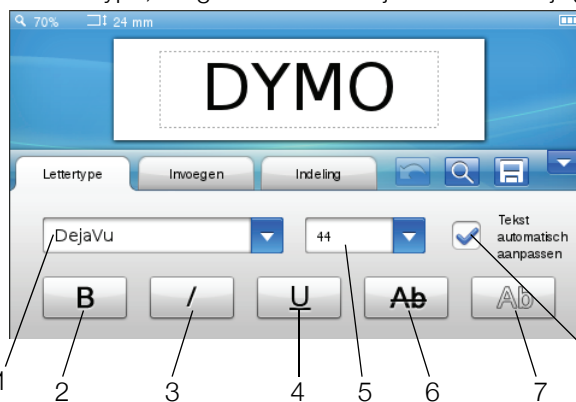 70% 24 mm
DYMO
Lettertype Invoegen Indeling
DejaVu 44 Tekst automatisch aanpassen
B I U Ab Ab
1 2 3 4 5 6 7